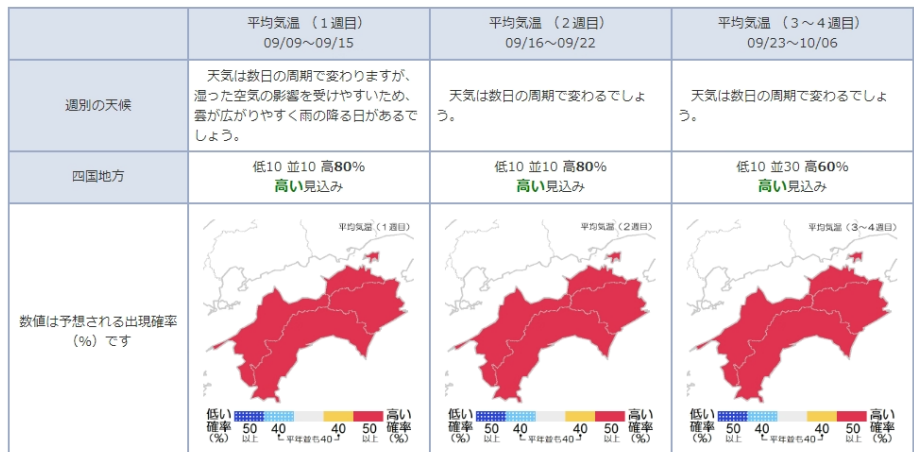 平均気温 （１週目）
09/09～09/15
平均気温 （２週目）
09/16～09/22
平均気温 （３～４週目）
09/23～10/06
週別の天候
天気は数日の周期で変わりますが、
湿った空気の影響を受けやすいため、
雲が広がりやすく雨の降る日があるで
しょう。
天気は数日の周期で変わるでしょ
う。
天気は数日の周期で変わるでしょ
う。
四国地方
低10 並10 高80%
高い見込み
低10 並10 高80%
高い見込み
低10 並30 高60%
高い見込み
数値は予想される出現確率
（%）です
平均気温（１週目）
低い
確率
（%）
50
以上
40
平年並も40
40
50
以上
高い
確率
（%）
平均気温（２週目）
低い
確率
（%）
50
以上
40
平年並も40
40
50
以上
高い
確率
（%）
平均気温（３～４週目）
低い
確率
（%）
50
以上
40
平年並も40
40
50
以上
高い
確率
（%）